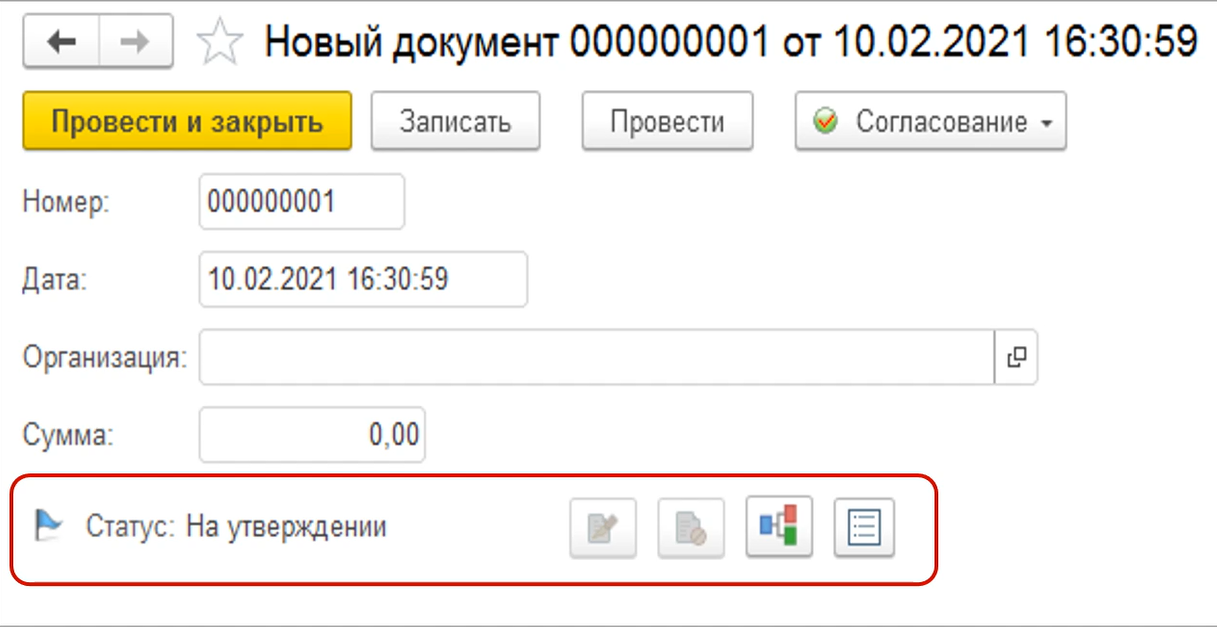 Новый документ 000000001 от 10.02.2021 16:30:59
Провести и закрыть Записать Провести Согласование
Номер: 000000001
Дата: 10.02.2021 16:30:59
Организация:
Сумма: 0,00
Статус: На утверждении